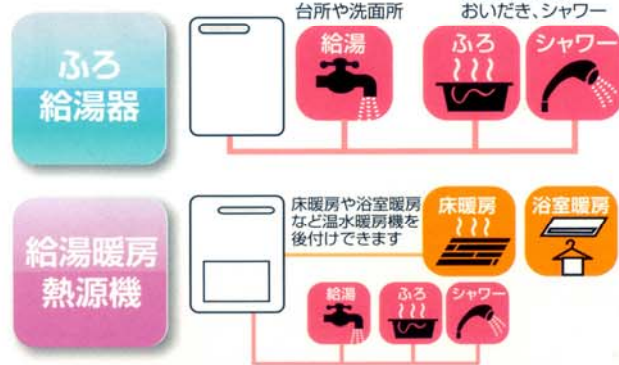 ふろ
給湯器
台所や洗面所
おいだき、シャワー
給湯
ふろ
シャワー
給湯暖房
熱源機
床暖房や浴室暖房
など温水暖房機を
後付けできます
床暖房
浴室暖房
給湯
ふろ
シャワー